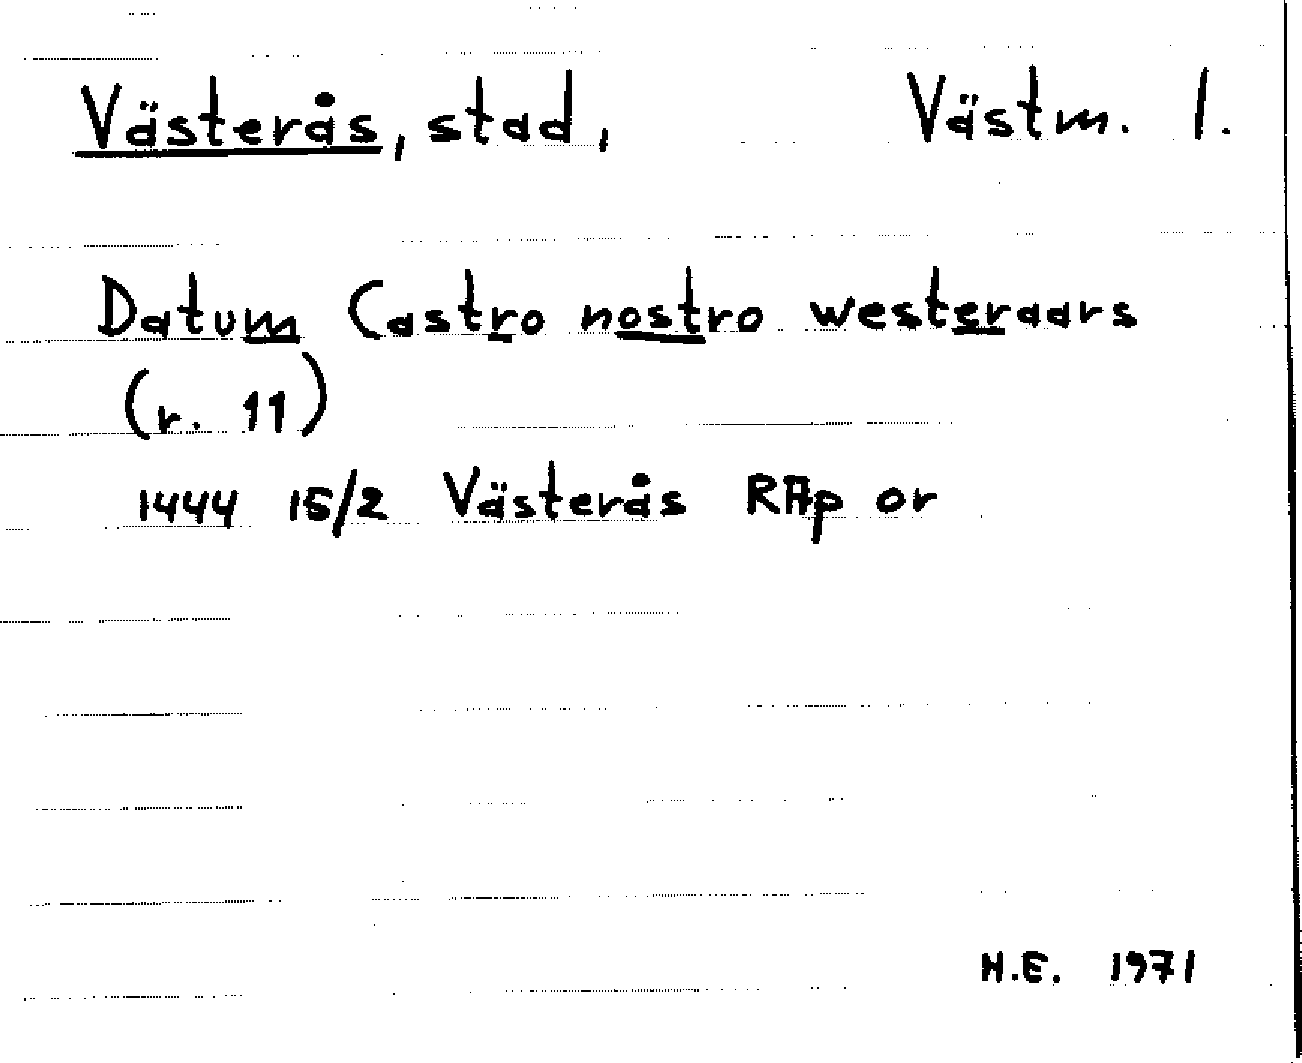 Västerås, stad, Västm. l.
Datum Castro nostro westeraars
(r. 11)
1444 15/2 Västerås RAp or
H.E. 1971